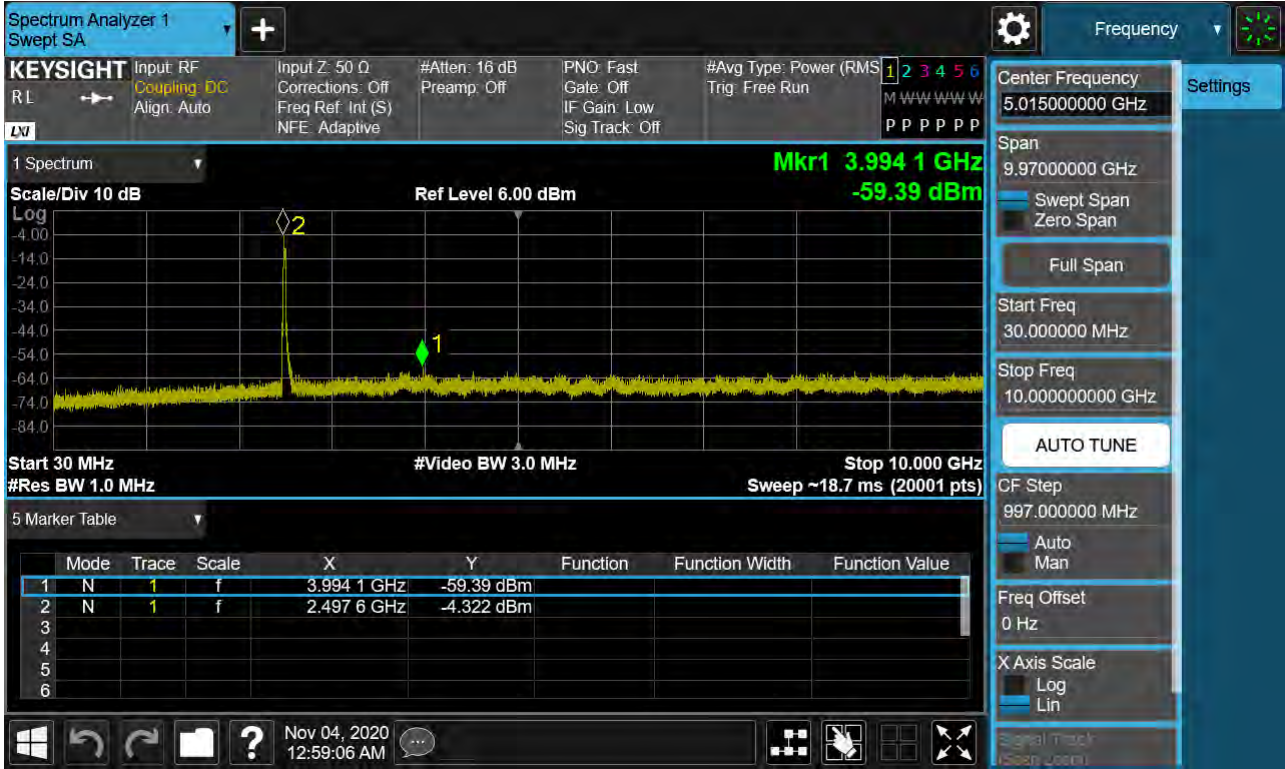 Spectrum Analyzer 1
Swept SA
+
Frequency
KEYSIGHT
RL
LXI
Input: RF
Coupling: DC
Align: Auto
Input Z: 50 Ω
Corrections: Off
Freq Ref: Int (S)
NFE: Adaptive
#Atten: 16 dB
Preamp: Off
PNO: Fast
Gate: Off
IF Gain: Low
Sig Track: Off
#Avg Type: Power (RMS
Trig: Free Run
1 2 3 4 5 6
M W W W W W
P P P P P P
1 Spectrum
Mkr1 3.994 1 GHz
-59.39 dBm
Scale/Div 10 dB
Ref Level 6.00 dBm
Log
-4.00
-14.0
-24.0
-34.0
-44.0
-54.0
-64.0
-74.0
-84.0
2
1
Start 30 MHz
#Video BW 3.0 MHz
Stop 10.000 GHz
#Res BW 1.0 MHz
Sweep ~18.7 ms (20001 pts)
5 Marker Table
Mode Trace Scale X Y Function Function Width Function Value
1 N 1 f 3.994 1 GHz -59.39 dBm
2 N 1 f 2.497 6 GHz -4.322 dBm
3
4
5
6
Center Frequency
5.015000000 GHz
Settings
Span
9.97000000 GHz
Swept Span
Zero Span
Full Span
Start Freq
30.000000 MHz
Stop Freq
10.000000000 GHz
AUTO TUNE
CF Step
997.000000 MHz
Auto
Man
Freq Offset
0 Hz
X Axis Scale
Log
Lin
Signal Track
(Span Zoom)
?
Nov 04, 2020
12:59:06 AM